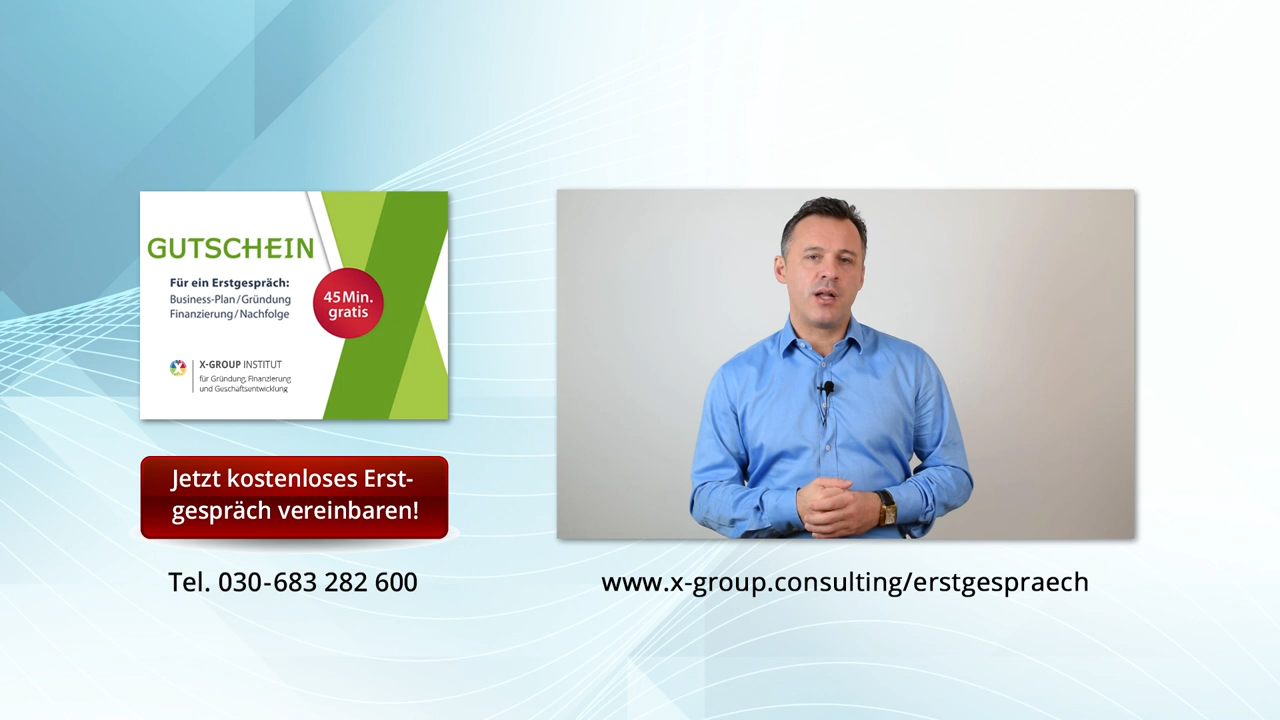 GUTSCHEIN
Für ein Erstgespräch:
Business-Plan/Gründung
Finanzierung/Nachfolge
45 Min.
gratis
X-GROUP INSTITUT
für Gründung, Finanzierung
und Geschäftsentwicklung
Jetzt kostenloses Erst-
gespräch vereinbaren!
Tel. 030-683 282 600
www.x-group.consulting/erstgespraech